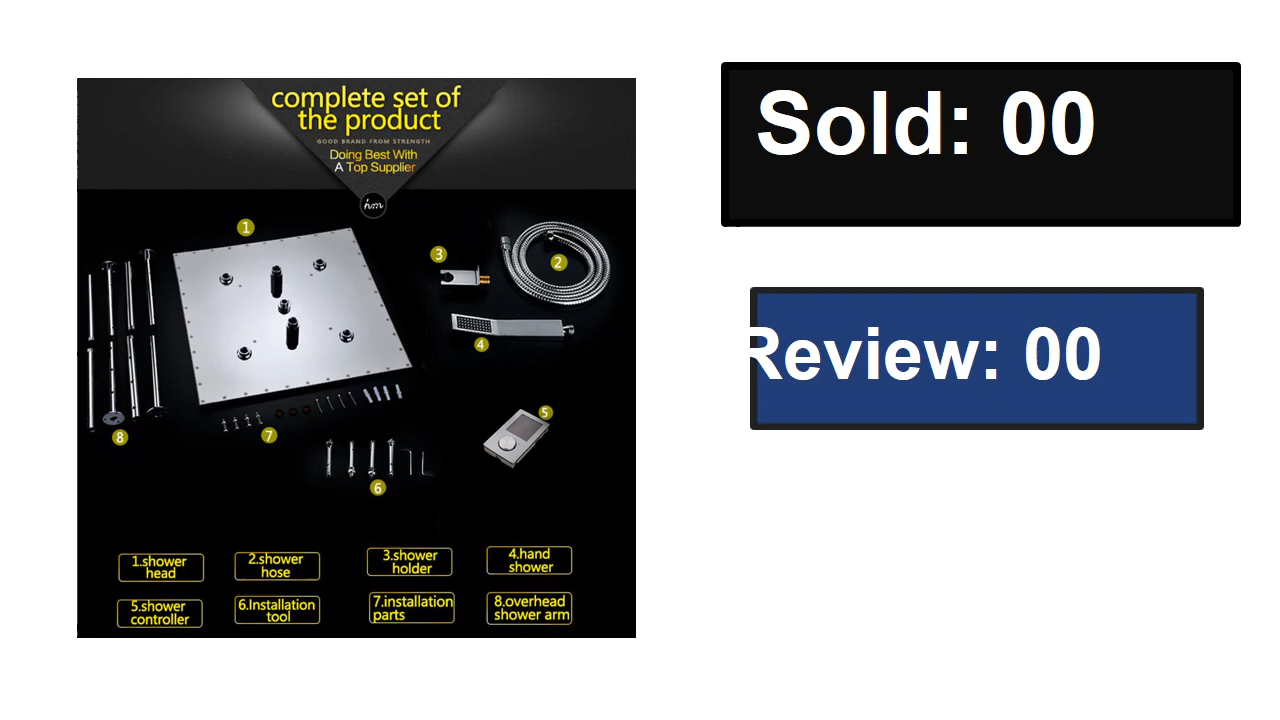 complete set of
the product
GOOD BRAND FROM STRENGTH
Doing Best With
A Top Supplier
hm
1
2
3
4
5
6
7
8
1.shower
head
2.shower
hose
3.shower
holder
4.hand
shower
5.shower
controller
6.Installation
tool
7.installation
parts
8.overhead
shower arm
Sold: 00
Review: 00